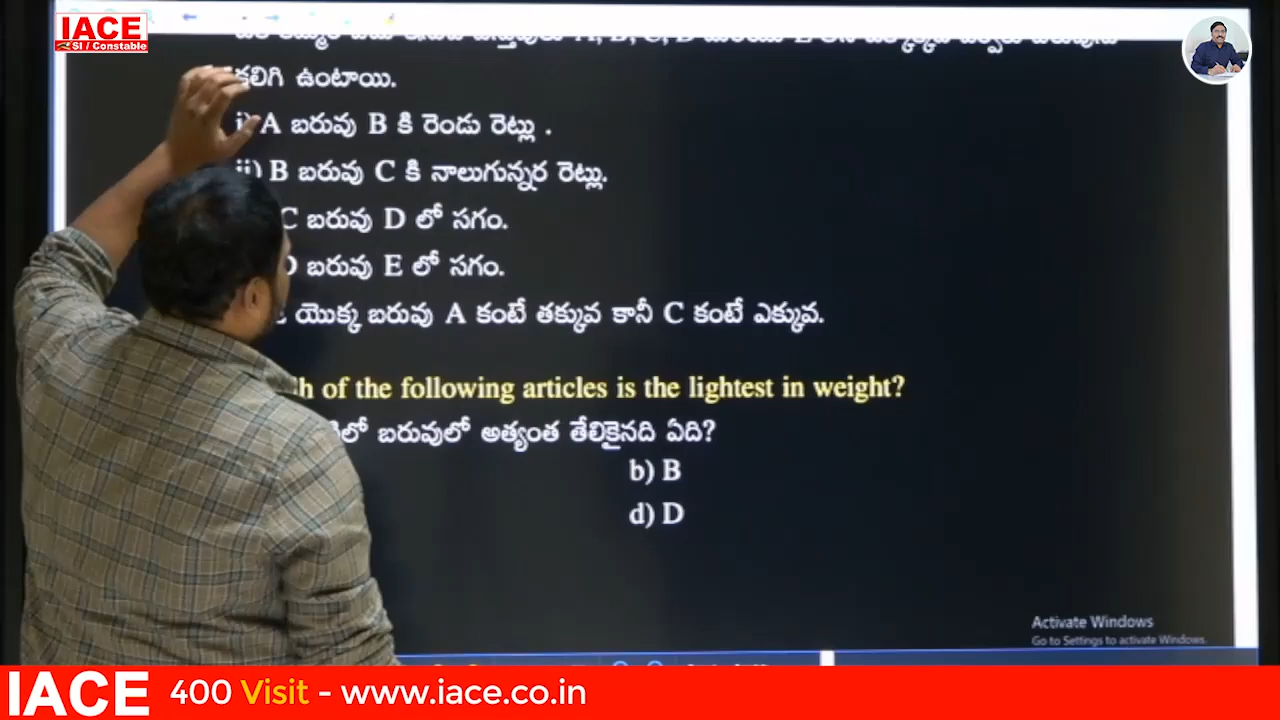 IACE
SI / Constable
A, B, C, D
కలిగి ఉంటాయి.
i) A బరువు B కి రెండు రెట్లు .
ii) B బరువు C కి నాలుగున్నర రెట్లు.
C బరువు D లో సగం.
D బరువు E లో సగం.
యొక్క బరువు A కంటే తక్కువ కానీ C కంటే ఎక్కువ.
of the following articles is the lightest in weight?
బరువులో అత్యంత తేలికైనది ఏది?
b) B
d) D
Activate Windows
Go to Settings to activate Windows.
IACE 400 Visit - www.iace.co.in